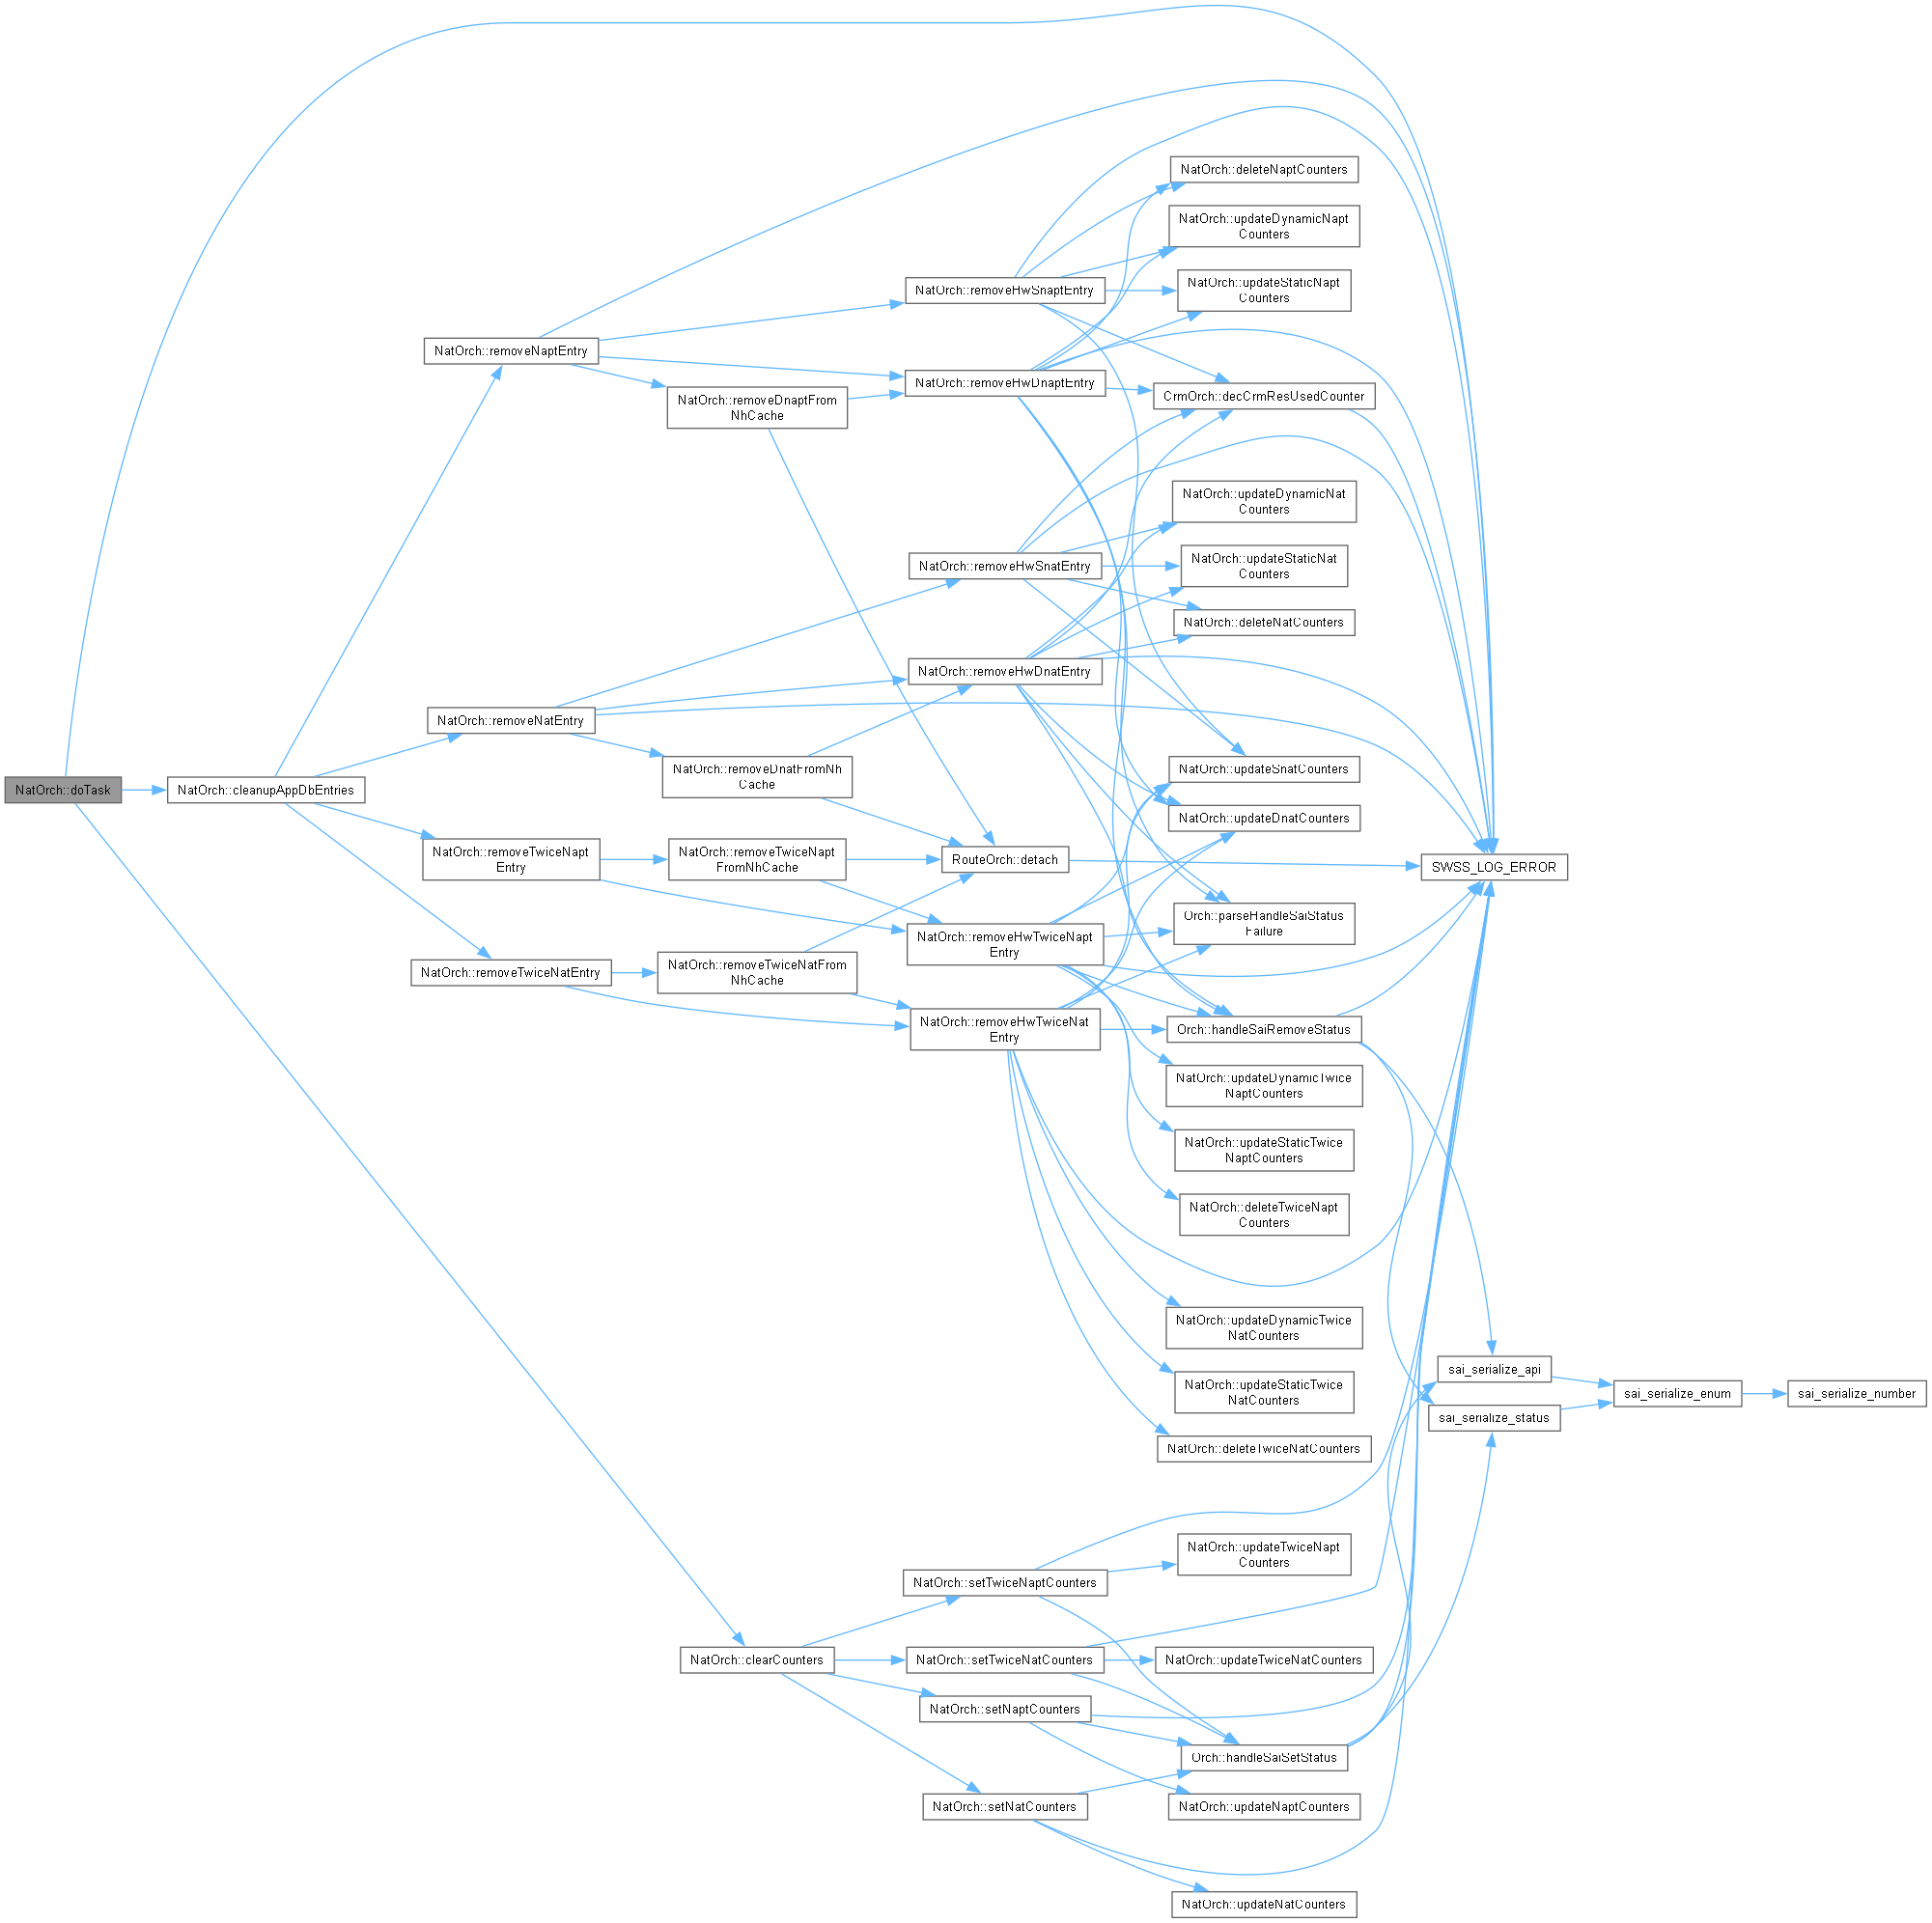 NatOrch::deleteNaptCounters
NatOrch::updateDynamicNapt
Counters
NatOrch::removeHwSnaptEntry
NatOrch::updateStaticNapt
Counters
NatOrch::removeNaptEntry
NatOrch::removeHwDnaptEntry
CrmOrch::decCrmResUsedCounter
NatOrch::removeDnaptFrom
NhCache
NatOrch::updateDynamicNat
Counters
NatOrch::removeHwSnatEntry
NatOrch::updateStaticNat
Counters
NatOrch::deleteNatCounters
NatOrch::removeHwDnatEntry
NatOrch::removeNatEntry
NatOrch::removeDnatFromNh
Cache
NatOrch::updateSnatCounters
NatOrch::doTask
NatOrch::cleanupAppDbEntries
NatOrch::updateDnatCounters
NatOrch::removeTwiceNapt
Entry
NatOrch::removeTwiceNapt
FromNhCache
RouteOrch::detach
SWSS_LOG_ERROR
Orch::parseHandleSaiStatus
Failure
NatOrch::removeHwTwiceNapt
Entry
NatOrch::removeTwiceNatEntry
NatOrch::removeTwiceNatFrom
NhCache
NatOrch::removeHwTwiceNat
Entry
Orch::handleSaiRemoveStatus
NatOrch::updateDynamicTwice
NaptCounters
NatOrch::updateStaticTwice
NaptCounters
NatOrch::deleteTwiceNapt
Counters
NatOrch::updateDynamicTwice
NatCounters
NatOrch::updateStaticTwice
NatCounters
NatOrch::deleteTwiceNatCounters
sai_serialize_api
sai_serialize_enum
sai_serialize_number
sai_serialize_status
NatOrch::updateTwiceNapt
Counters
NatOrch::setTwiceNaptCounters
NatOrch::clearCounters
NatOrch::setTwiceNatCounters
NatOrch::updateTwiceNatCounters
NatOrch::setNaptCounters
Orch::handleSaiSetStatus
NatOrch::setNatCounters
NatOrch::updateNaptCounters
NatOrch::updateNatCounters